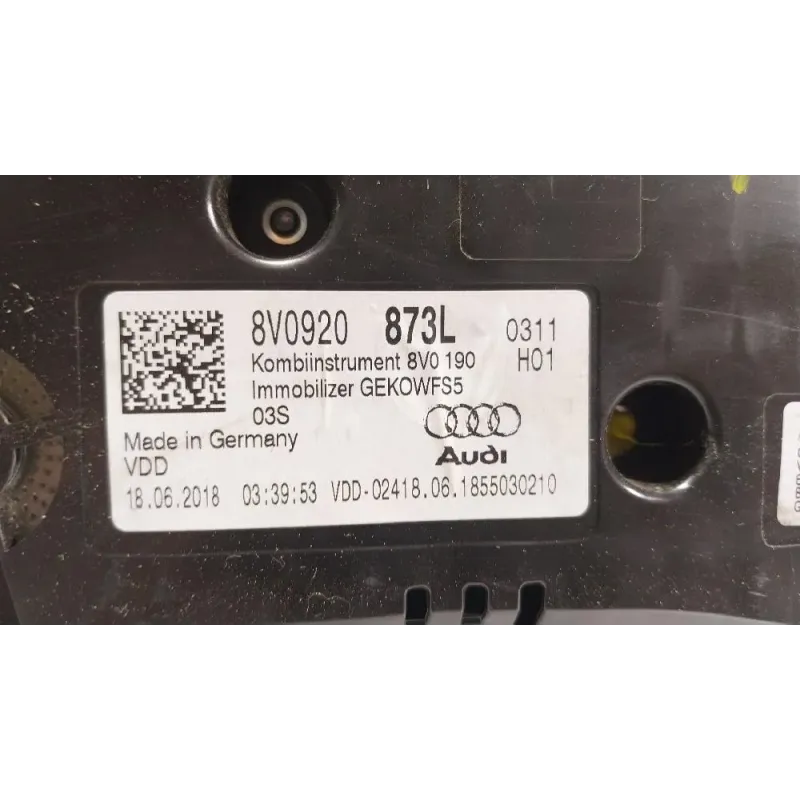 8V0920 873L 0311
Kombiinstrument 8V0 190 H01
Immobilizer GEKOWFS5
03S
Audi
Made in Germany
VDD
18.06.2018 03:39:53 VDD-02418.06.1855030210